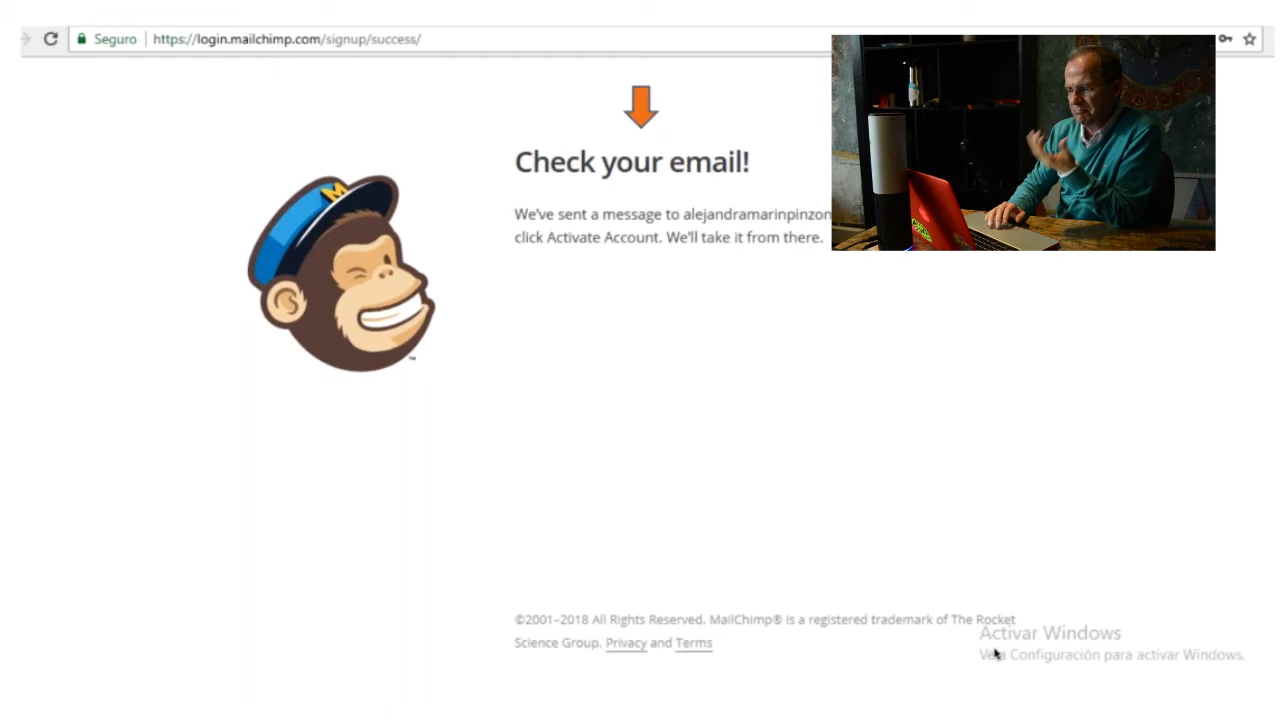 Seguro
https://login.mailchimp.com/signup/success/
M
Check your email!
We've sent a message to alejandramarinpinzon
click Activate Account. We'll take it from there.
™
©2001–2018 All Rights Reserved. MailChimp® is a registered trademark of The Rocket
Science Group. Privacy and Terms
Activar Windows
Ve a Configuración para activar Windows.